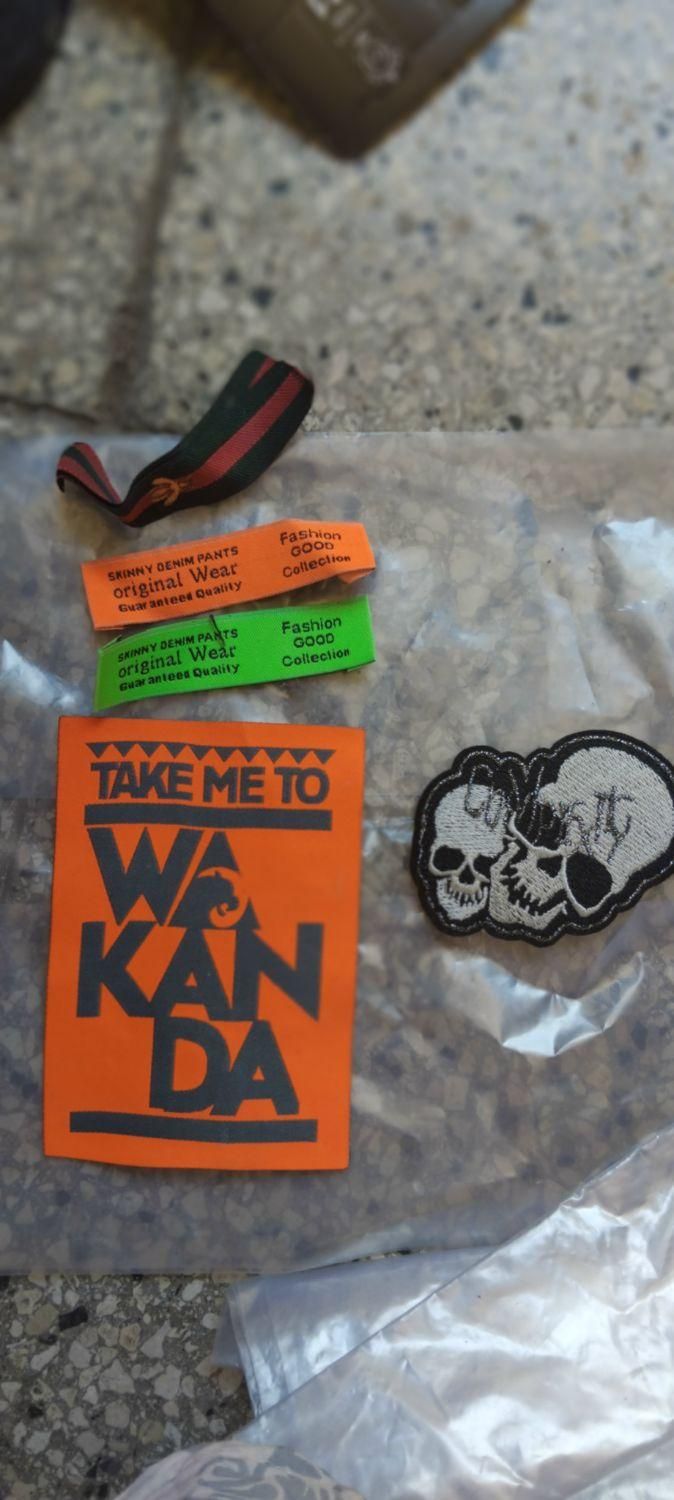 SKINNY DENIM PANTS
original Wear
Guaranteed Quality
Fashion
GOOD
Collection
SKINNY DENIM PANTS
original Wear
Guaranteed Quality
Fashion
GOOD
Collection
TAKE ME TO
WA
KAN
DA